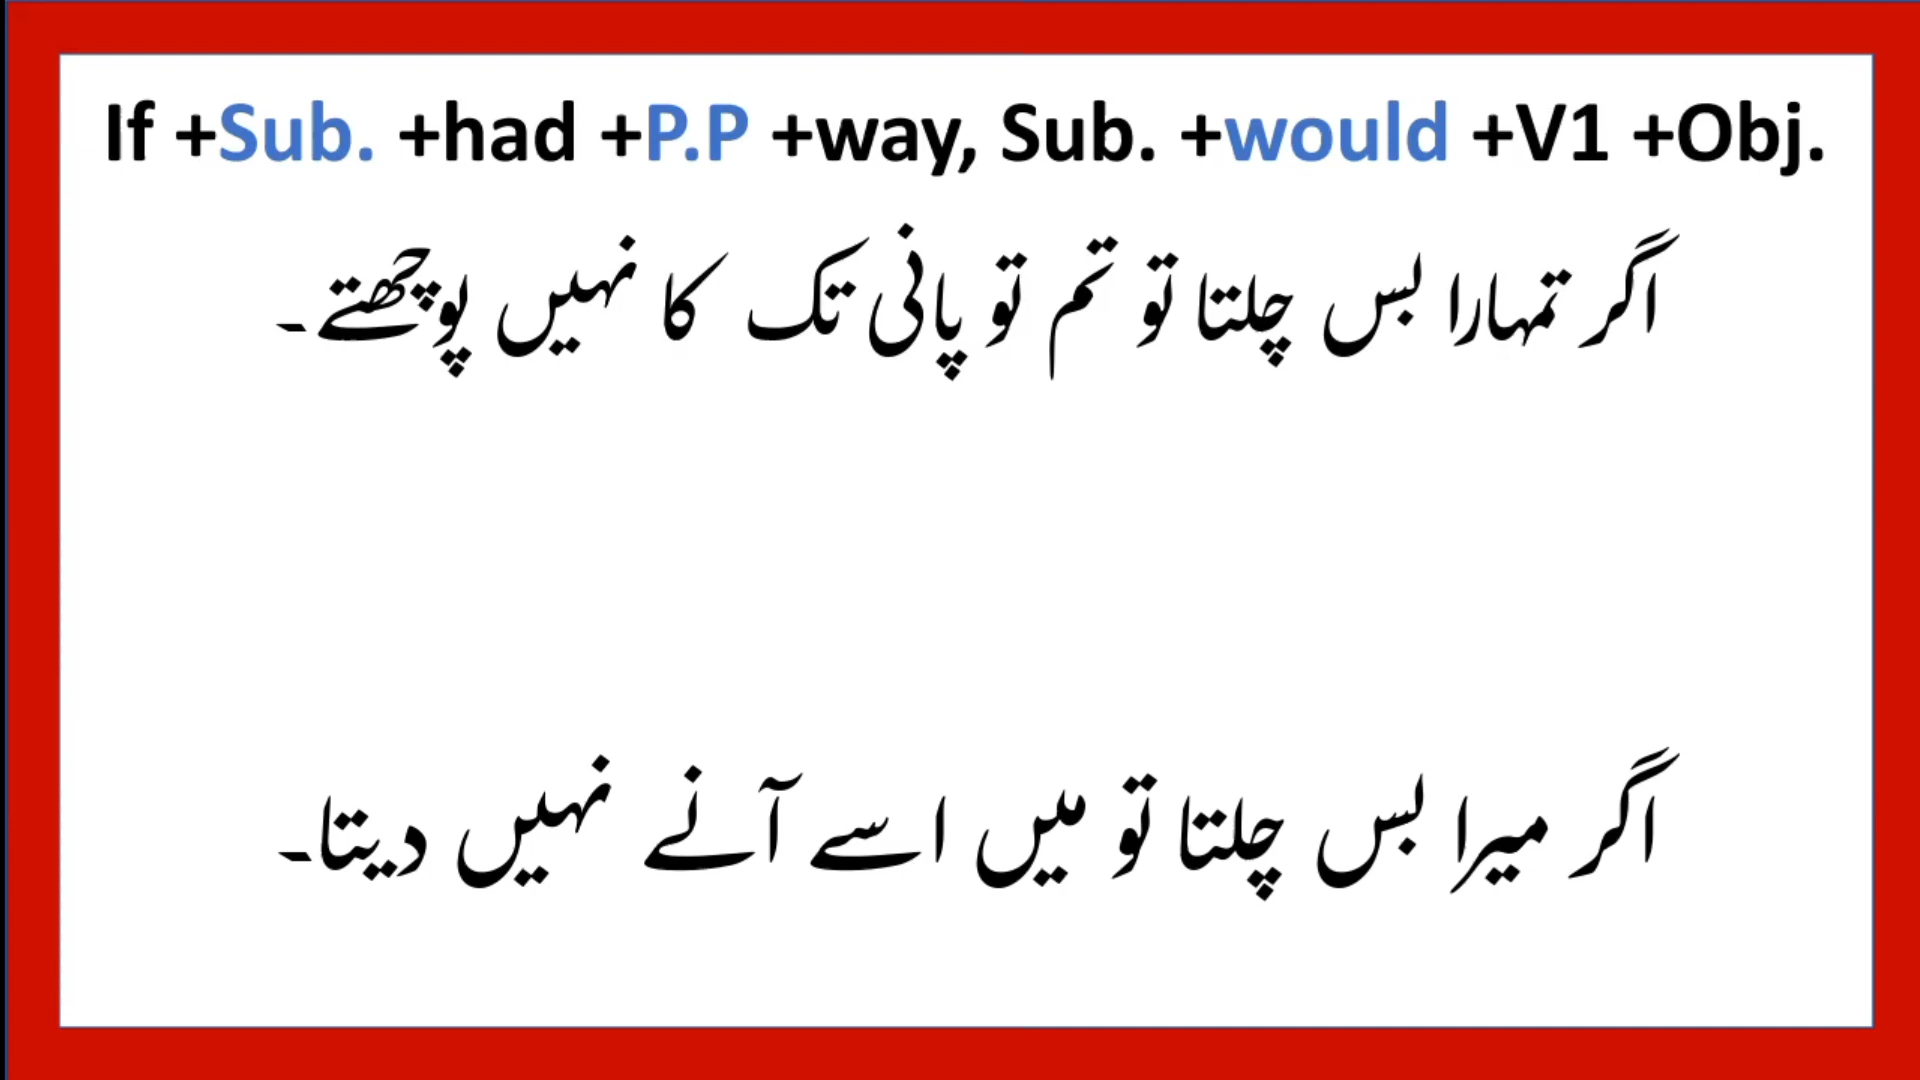 If +Sub. +had +P.P +way, Sub. +would +V1 +Obj.
اگر تمہارا بس چلتا تو تم تو پانی تک کا نہیں پوچھتے۔
اگر میرا بس چلتا تو میں اسے آنے نہیں دیتا۔